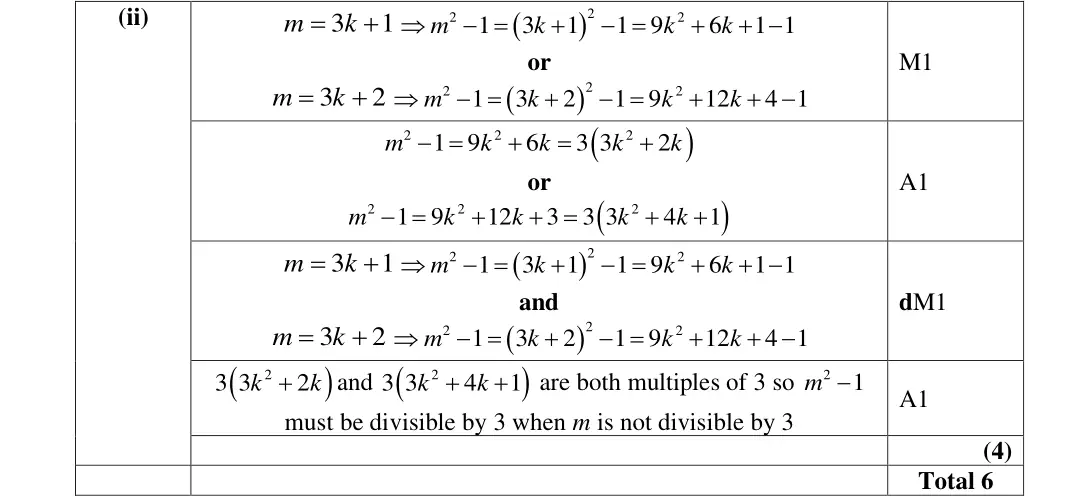 (ii)
m = 3k + 1 ⇒ m² − 1 = (3k + 1)² − 1 = 9k² + 6k + 1 − 1
or
m = 3k + 2 ⇒ m² − 1 = (3k + 2)² − 1 = 9k² + 12k + 4 − 1
M1
m² − 1 = 9k² + 6k = 3(3k² + 2k)
or
m² − 1 = 9k² + 12k + 3 = 3(3k² + 4k + 1)
A1
m = 3k + 1 ⇒ m² − 1 = (3k + 1)² − 1 = 9k² + 6k + 1 − 1
and
m = 3k + 2 ⇒ m² − 1 = (3k + 2)² − 1 = 9k² + 12k + 4 − 1
dM1
3(3k² + 2k) and 3(3k² + 4k + 1) are both multiples of 3 so m² − 1
must be divisible by 3 when m is not divisible by 3
A1
(4)
Total 6